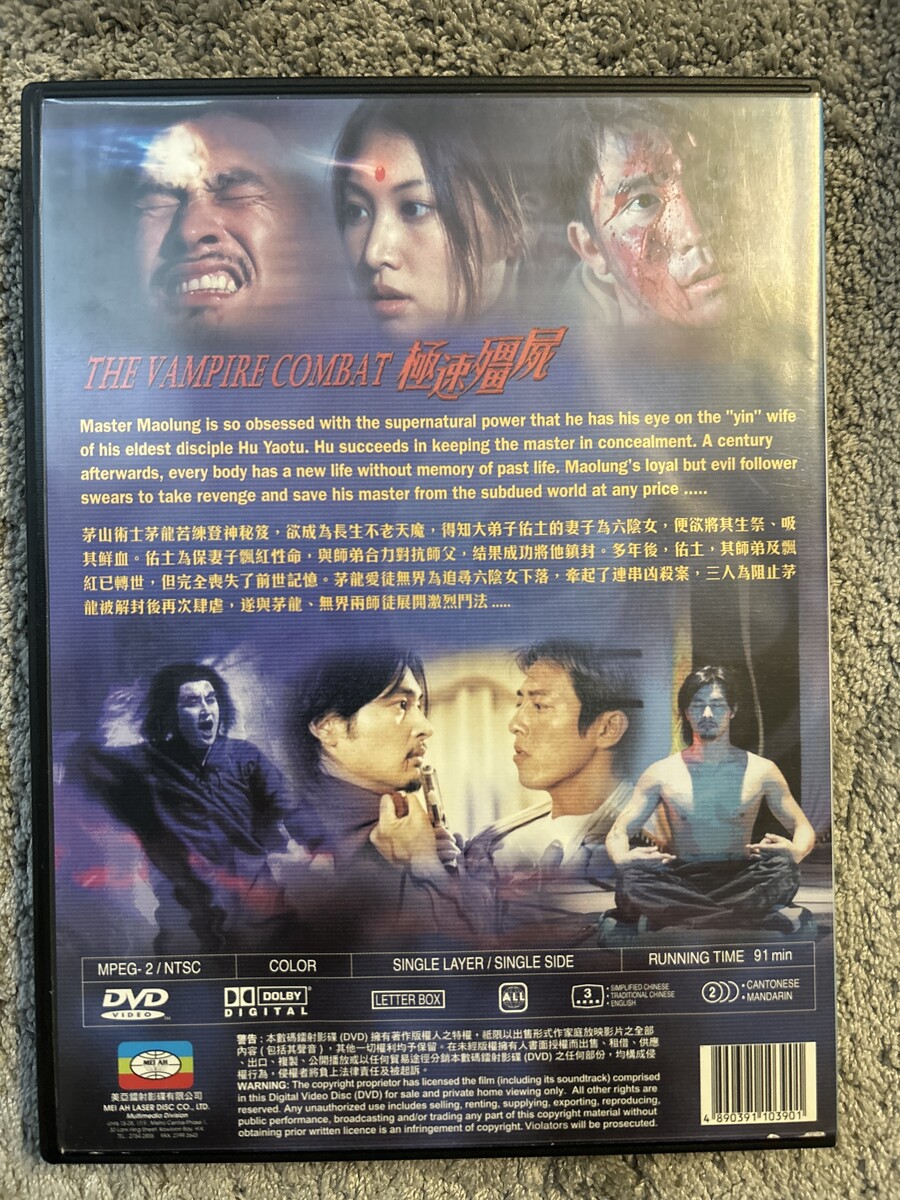 THE VAMPIRE COMBAT 極速殭屍
Master Maolung is so obsessed with the supernatural power that he has his eye on the "yin" wife
of his eldest disciple Hu Yaotu. Hu succeeds in keeping the master in concealment. A century
afterwards, every body has a new life without memory of past life. Maolung's loyal but evil follower
swears to take revenge and save his master from the subdued world at any price .....
茅山術士茅龍苦練登神秘笈，欲成為長生不老天魔，得知大弟子佑土的妻子為六陰女，便欲將其生祭、吸
其鮮血。佑土為保妻子飄紅性命，與師弟合力對抗師父，結果成功將他鎮封。多年後，佑土，其師弟及飄
紅已轉世，但完全喪失了前世記憶。茅龍愛徒無界為追尋六陰女下落，牽起了連串凶殺案，三人為阻止茅
龍被解封後再次肆虐，遂與茅龍、無界兩師徒展開激烈鬥法 .....
MPEG- 2 / NTSC
COLOR
SINGLE LAYER / SINGLE SIDE
RUNNING TIME 91 min
DVD
VIDEO
DOLBY
DIGITAL
LETTER BOX
ALL
3
SIMPLIFIED CHINESE
TRADITIONAL CHINESE
ENGLISH
2
CANTONESE
MANDARIN
MEI AH
美亞鐳射影碟有限公司
MEI AH LASER DISC CO., LTD.
Multimedia Division
警告：本數碼鐳射影碟 (DVD) 擁有著作版權人之特權，祗限以出售形式作家庭放映影片之全部
內容 (包括其聲音)，其他一切權利均予保留。在未經版權擁有人書面授權而出售、租借、供應
、出口、複製、公開播放或以任何貿易途徑分銷本數碼鐳射影碟 (DVD) 之任何部份，均構成侵
權行為，侵權者將負上法律責任及被起訴。
WARNING: The copyright proprietor has licensed the film (including its soundtrack) comprised
in this Digital Video Disc (DVD) for sale and private home viewing only. All other rights are
reserved. Any unauthorized use includes selling, renting, supplying, exporting, reproducing,
public performance, broadcasting and/or trading any part of this copyright material without
obtaining prior written licence is an infringement of copyright. Violators will be prosecuted.
4 890391 103901